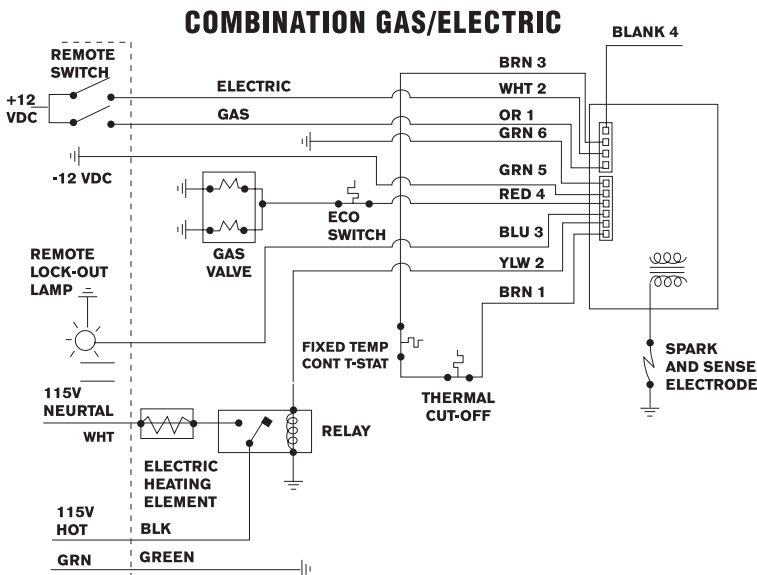 COMBINATION GAS/ELECTRIC
BLANK 4
REMOTE
SWITCH
BRN 3
+12
VDC
ELECTRIC
WHT 2
GAS
OR 1
GRN 6
-12 VDC
GRN 5
RED 4
ECO
SWITCH
BLU 3
GAS
VALVE
REMOTE
LOCK-OUT
LAMP
YLW 2
BRN 1
FIXED TEMP
CONT T-STAT
SPARK
AND SENSE
ELECTRODE
THERMAL
CUT-OFF
115V
NEURTAL
WHT
RELAY
ELECTRIC
HEATING
ELEMENT
115V
HOT
BLK
GRN
GREEN